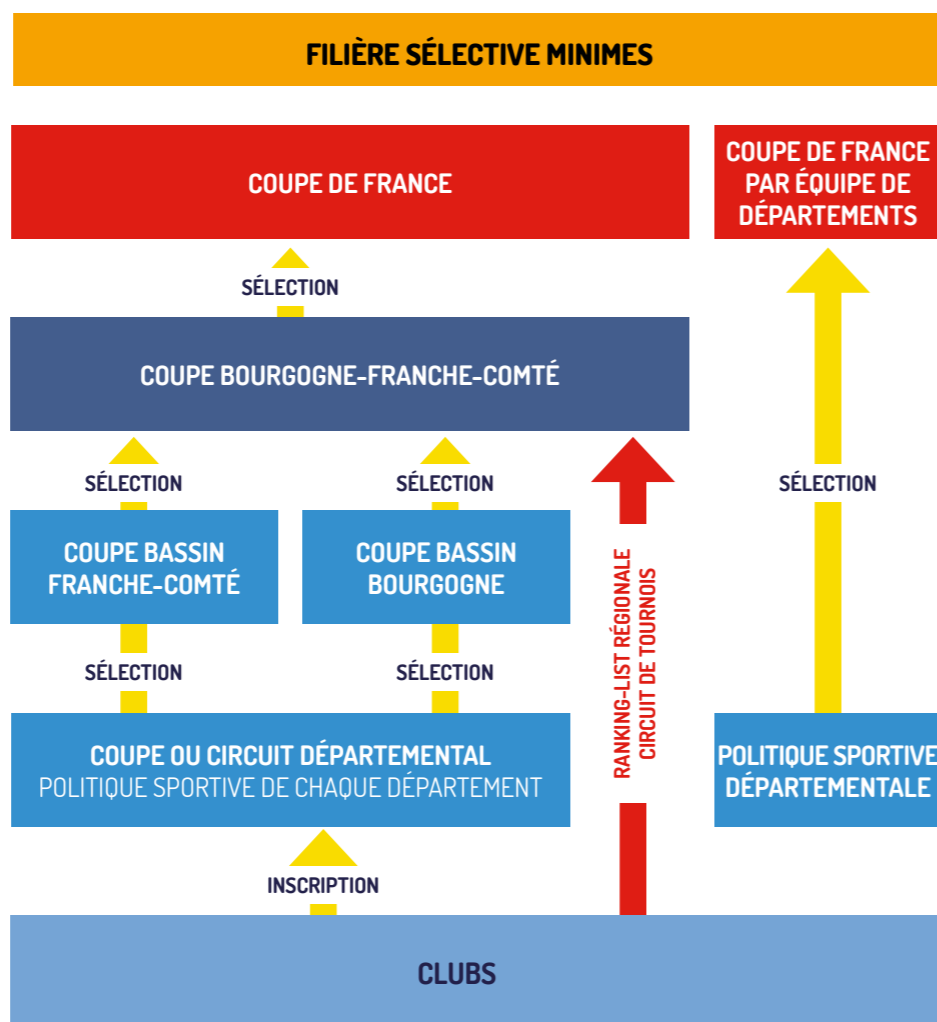 FILIÈRE SÉLECTIVE MINIMES
COUPE DE FRANCE
COUPE DE FRANCE
PAR ÉQUIPE DE
DÉPARTEMENTS
SÉLECTION
COUPE BOURGOGNE-FRANCHE-COMTÉ
SÉLECTION
SÉLECTION
SÉLECTION
COUPE BASSIN
FRANCHE-COMTÉ
COUPE BASSIN
BOURGOGNE
RANKING-LIST RÉGIONALE
CIRCUIT DE TOURNOIS
SÉLECTION
SÉLECTION
COUPE OU CIRCUIT DÉPARTEMENTAL
POLITIQUE SPORTIVE DE CHAQUE DÉPARTEMENT
POLITIQUE SPORTIVE
DÉPARTEMENTALE
INSCRIPTION
CLUBS